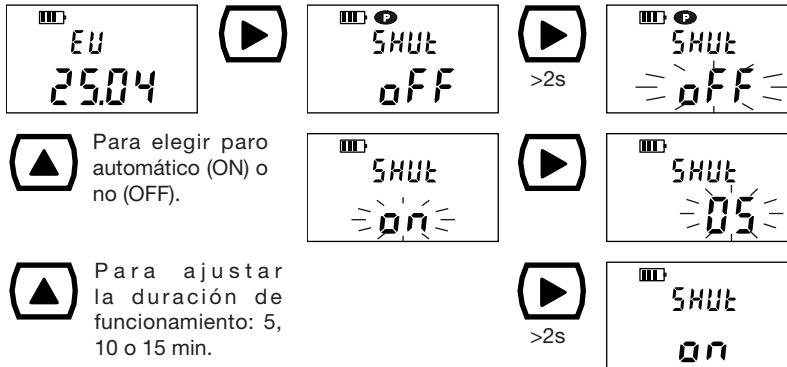 EV
25.04
P
SHUt
oFF
>2s
P
SHUt
oFF
Para elegir paro
automático (ON) o
no (OFF).
SHUt
on
SHUt
05
Para ajustar
la duración de
funcionamiento: 5,
10 o 15 min.
>2s
SHUt
on